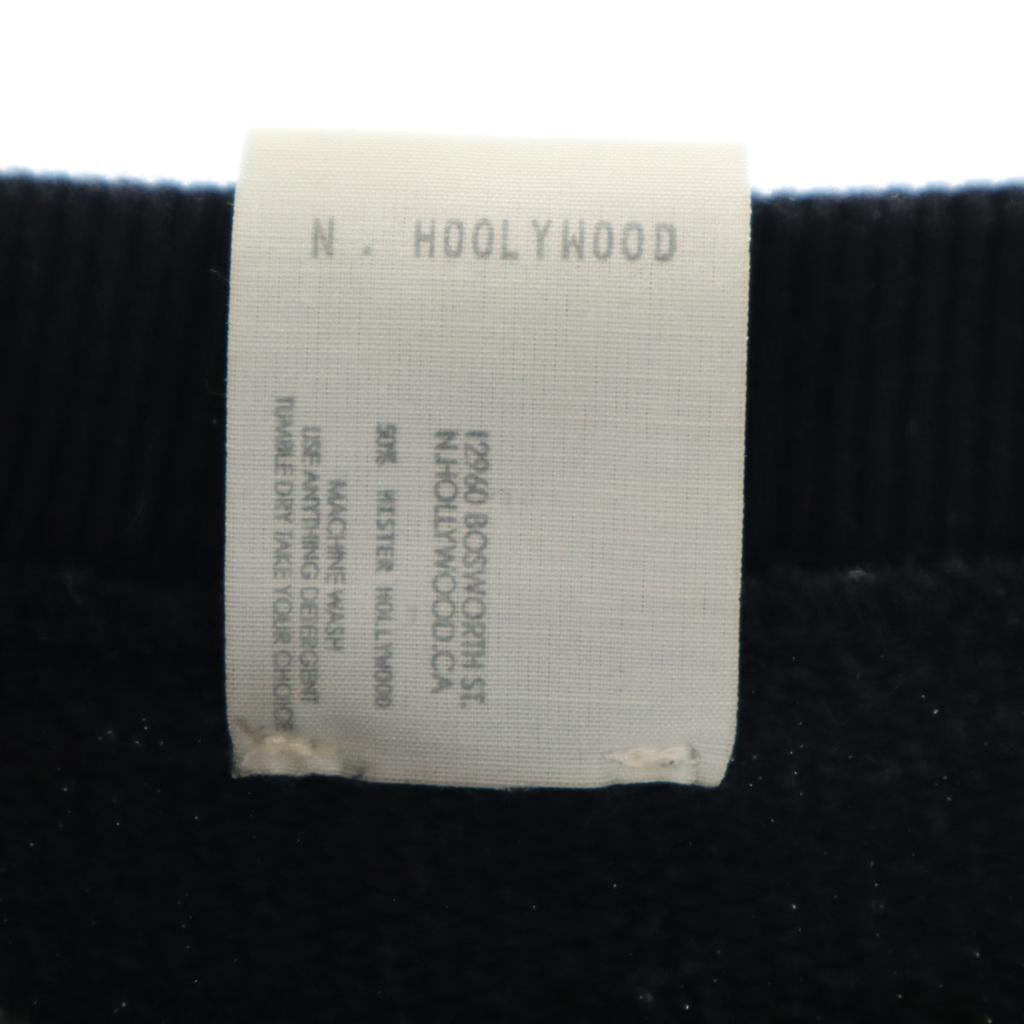 N . HOOLYWOOD
12960 BOSWORTH ST.
N.HOLLYWOOD.CA
50% MISTER HOLLYWOOD
MACHINE WASH
USE ANYTHING DETERGENT
TUMBLE DRY TAKE YOUR CHOICE